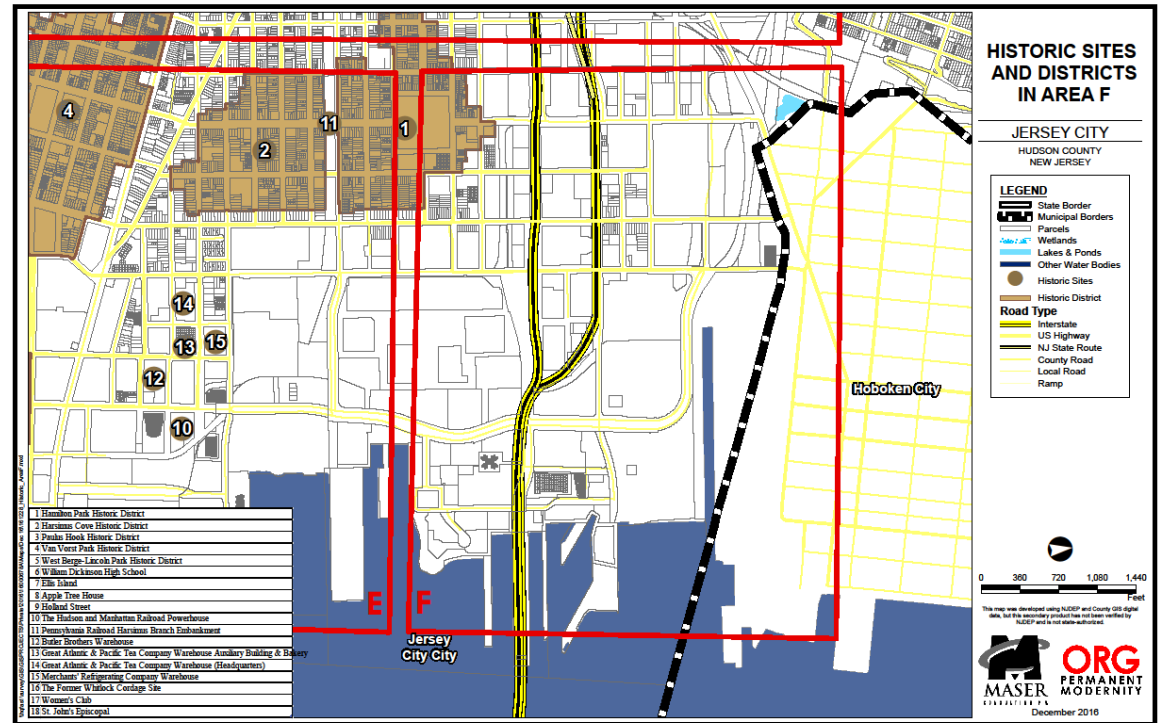 HISTORIC SITES
AND DISTRICTS
IN AREA F
JERSEY CITY
HUDSON COUNTY
NEW JERSEY
LEGEND
State Border
Municipal Borders
Parcels
Wetlands
Lakes & Ponds
Other Water Bodies
Historic Sites
Historic District
Road Type
Interstate
US Highway
NJ State Route
County Road
Local Road
Ramp
4
2
11
1
14
13
15
12
10
Hoboken City
E F
Jersey
City City
1 Hamilton Park Historic District
2 Harsimus Cove Historic District
3 Paulus Hook Historic District
4 Van Vorst Park Historic District
5 West Berge-Lincoln Park Historic District
6 William Dickinson High School
7 Ellis Island
8 Apple Tree House
9 Holland Street
10 The Hudson and Manhattan Railroad Powerhouse
11 Pennsylvania Railroad Harsimus Branch Embankment
12 Butler Brothers Warehouse
13 Great Atlantic & Pacific Tea Company Warehouse Auxiliary Building & Bakery
14 Great Atlantic & Pacific Tea Company Warehouse (Headquarters)
15 Merchants' Refrigerating Company Warehouse
16 The Former Whitlock Cordage Site
17 Women's Club
18 St. John's Episcopal
0 360 720 1,080 1,440
Feet
This map was developed using NJDEP and County GIS digital
data, but this secondary product has not been verified by
NJDEP and is not state-authorized.
MASER
CONSULTING P.A.
ORG
PERMANENT
MODERNITY
December 2016